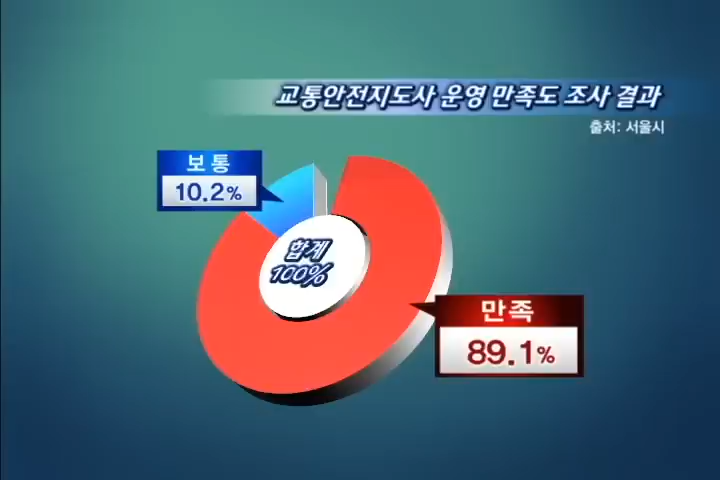 교통안전지도사 운영 만족도 조사 결과
출처: 서울시
보통
10.2%
합계
100%
만족
89.1%